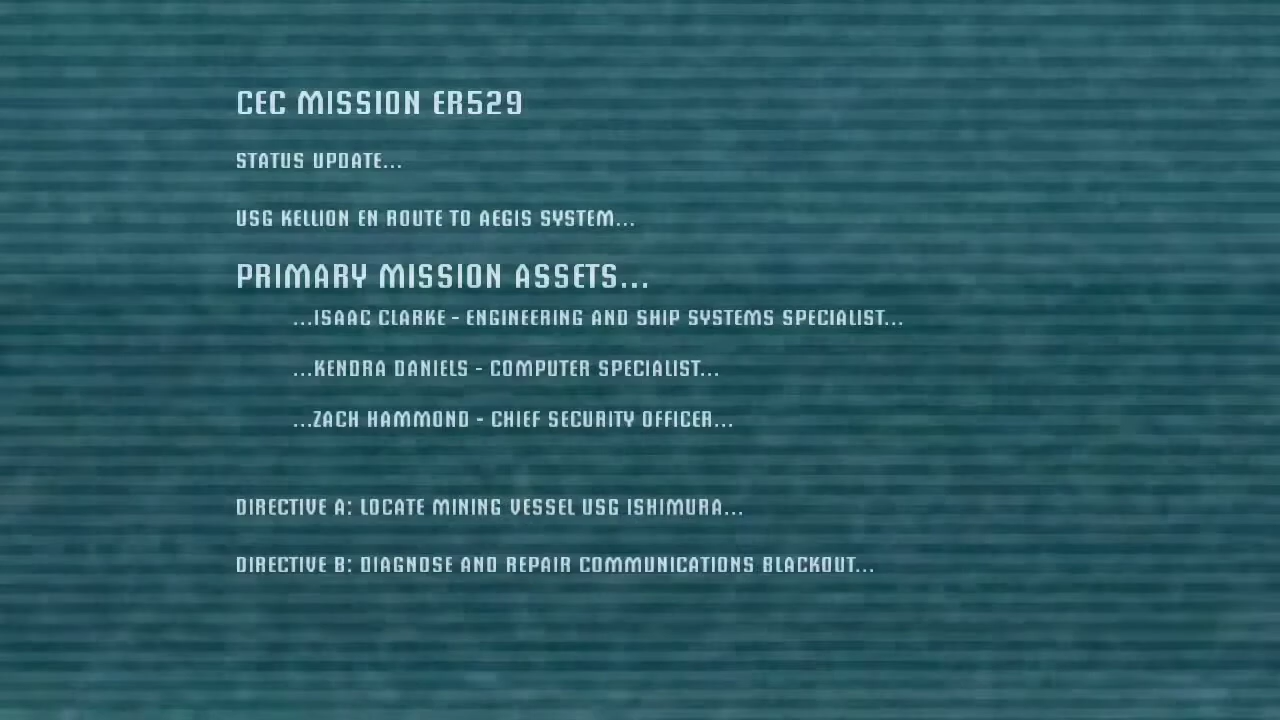 CEC MISSION ER529
STATUS UPDATE...
USG KELLION EN ROUTE TO AEGIS SYSTEM...
PRIMARY MISSION ASSETS...
...ISAAC CLARKE - ENGINEERING AND SHIP SYSTEMS SPECIALIST...
...KENDRA DANIELS - COMPUTER SPECIALIST...
...ZACH HAMMOND - CHIEF SECURITY OFFICER...
DIRECTIVE A: LOCATE MINING VESSEL USG ISHIMURA...
DIRECTIVE B: DIAGNOSE AND REPAIR COMMUNICATIONS BLACKOUT...